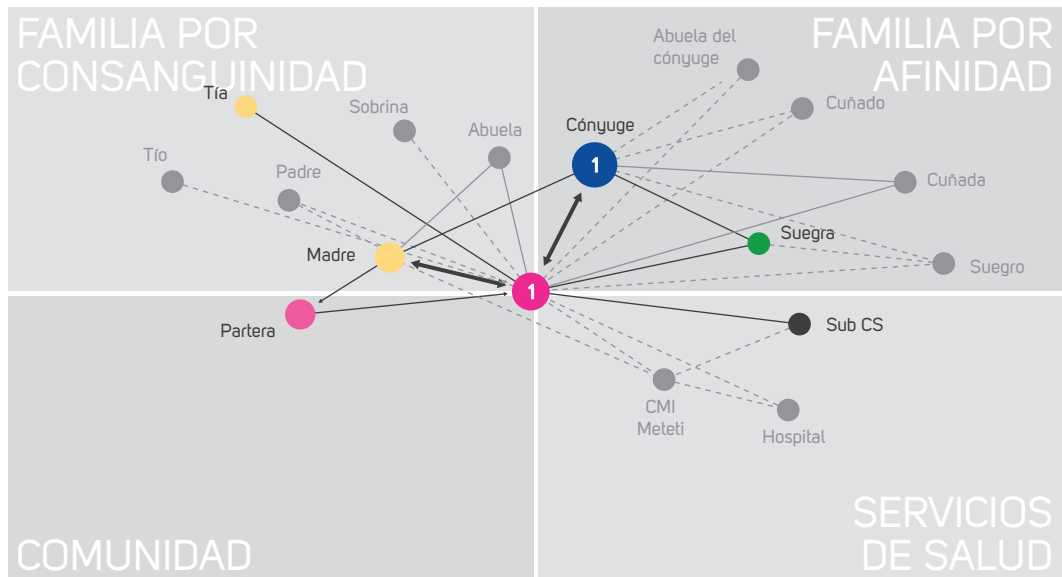 FAMILIA POR
CONSANGUINIDAD
Tía
Sobrina
Abuela
Tío
Padre
Madre
FAMILIA POR
AFINIDAD
Abuela del
cónyuge
Cuñado
Cónyuge
1
Cuñada
Suegra
Suegro
1
Partera
COMUNIDAD
Sub CS
CMI
Meteti
Hospital
SERVICIOS
DE SALUD